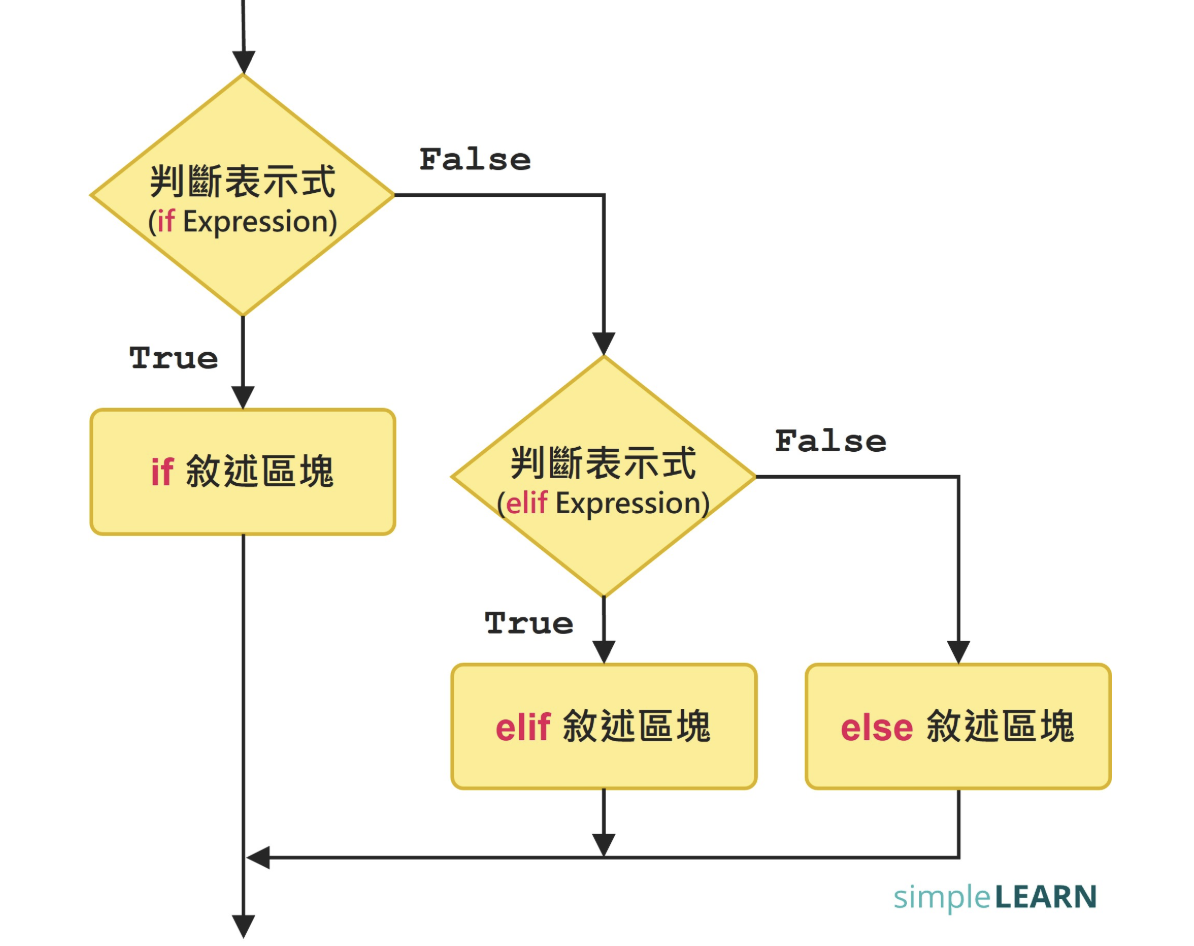 判斷表示式
(if Expression)
False
True
if 敘述區塊
判斷表示式
(elif Expression)
False
True
elif 敘述區塊
else 敘述區塊
simpleLEARN